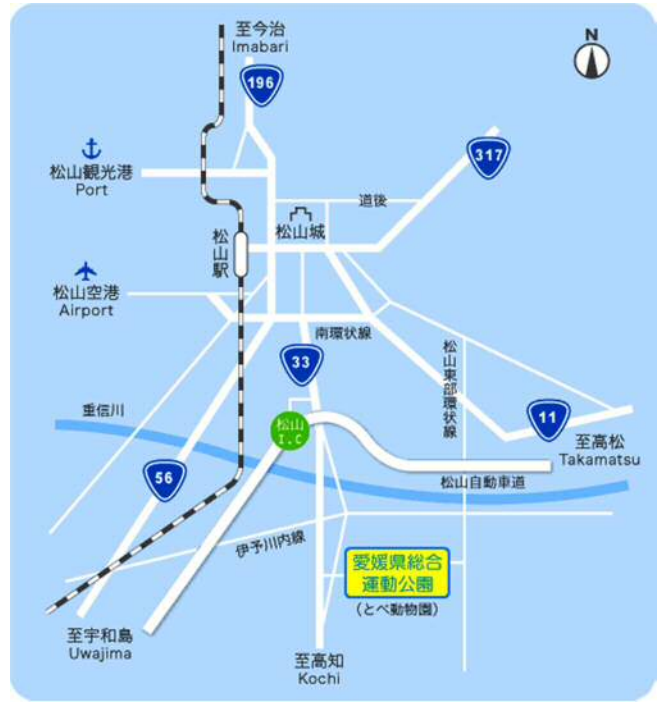 至今治
Imabari
N
196
317
松山観光港
Port
道後
松山城
松山駅
松山空港
Airport
南環状線
33
松山東部環状線
重信川
松山
I.C
11
至高松
Takamatsu
56
松山自動車道
伊予川内線
愛媛県総合
運動公園
(とべ動物園)
至宇和島
Uwajima
至高知
Kochi